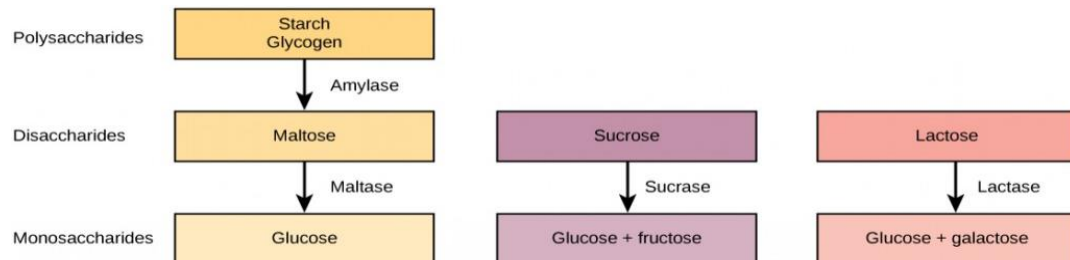 Polysaccharides
Starch
Glycogen
Amylase
Disaccharides
Maltose
Sucrose
Lactose
Maltase
Sucrase
Lactase
Monosaccharides
Glucose
Glucose + fructose
Glucose + galactose